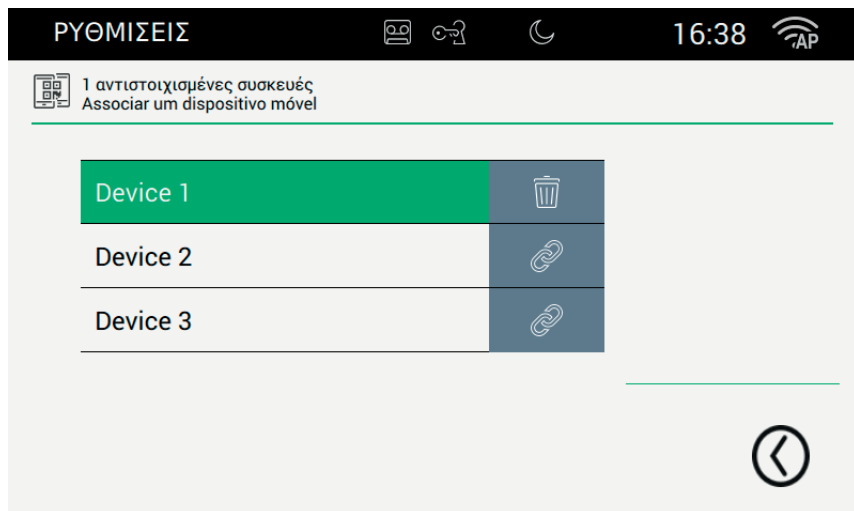 ΡΥΘΜΙΣΕΙΣ 16:38 AP
1 αντιστοιχισμένες συσκευές
Associar um dispositivo móvel
Device 1
Device 2
Device 3